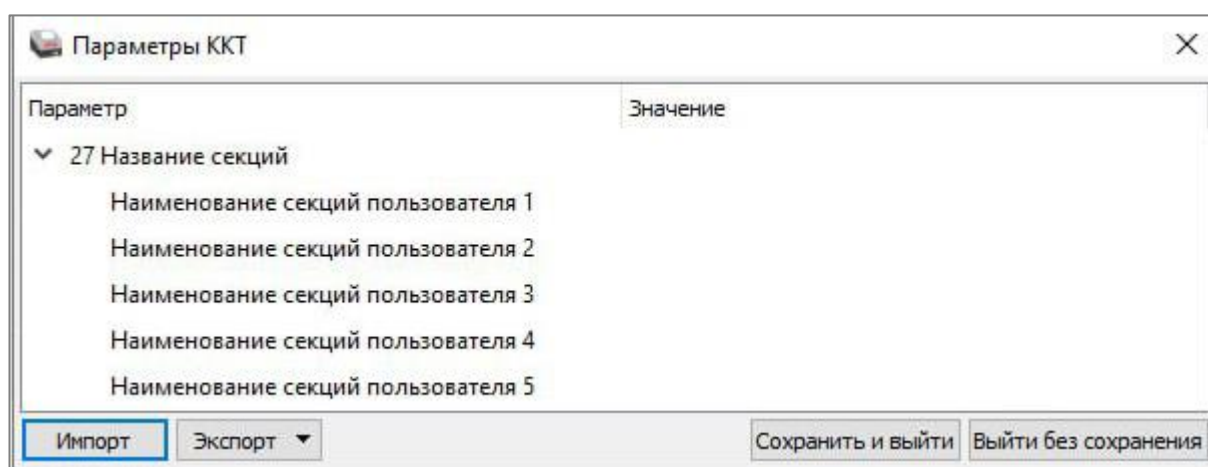 Параметры ККТ
Параметр Значение
27 Название секций
Наименование секций пользователя 1
Наименование секций пользователя 2
Наименование секций пользователя 3
Наименование секций пользователя 4
Наименование секций пользователя 5
Импорт Экспорт Сохранить и выйти Выйти без сохранения